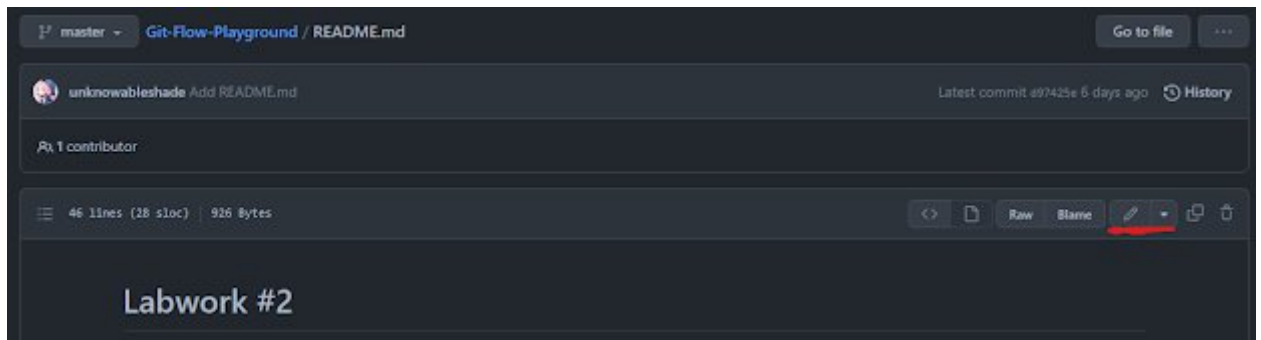 master Git-Flow-Playground / README.md Go to file ...
unknowableshade Add README.md Latest commit d97425e 6 days ago History
1 contributor
46 lines (28 sloc) | 926 Bytes <> Raw Blame
Labwork #2